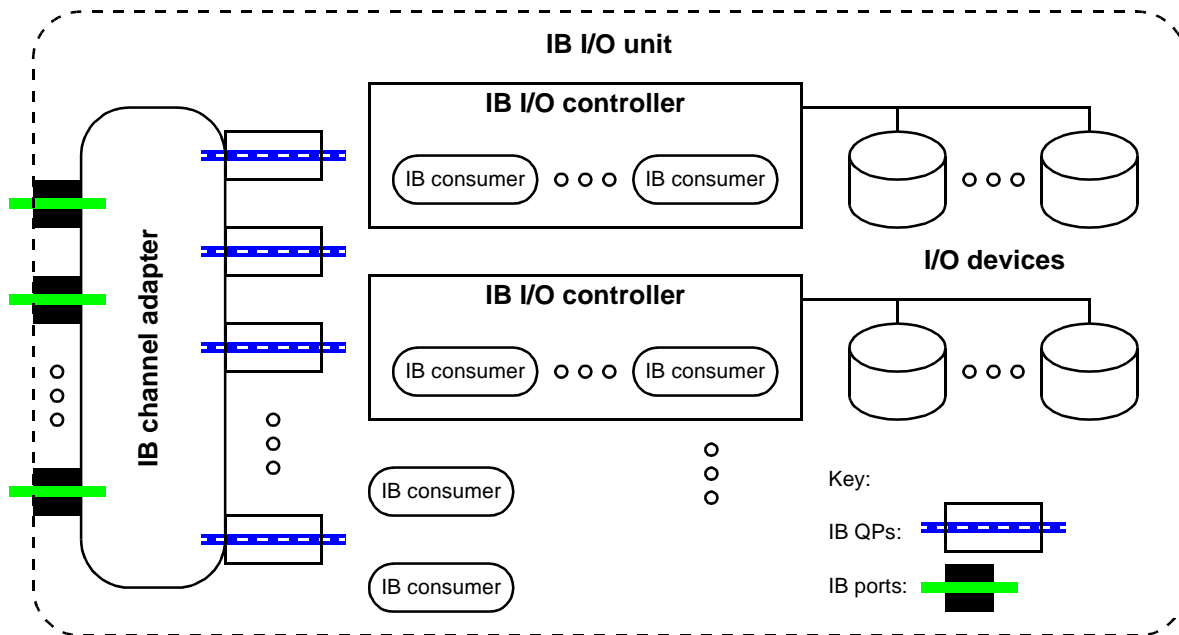 IB I/O unit
IB I/O controller
IB consumer
IB consumer
IB channel adapter
I/O devices
IB I/O controller
IB consumer
IB consumer
IB consumer
Key:
IB QPs:
IB consumer
IB ports: